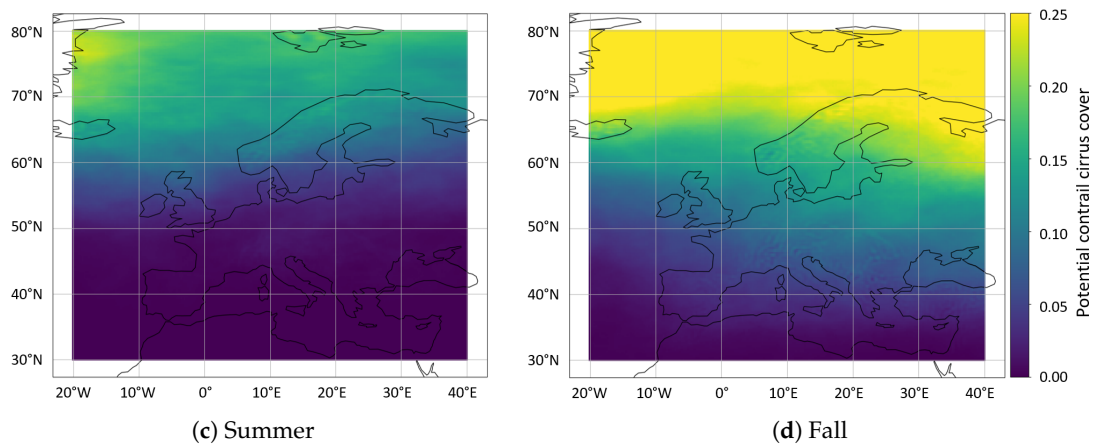 80°N
70°N
60°N
50°N
40°N
30°N
20°W
10°W
0°
10°E
20°E
30°E
40°E
(c) Summer
80°N
70°N
60°N
50°N
40°N
30°N
20°W
10°W
0°
10°E
20°E
30°E
40°E
(d) Fall
0.25
0.20
0.15
0.10
0.05
0.00
Potential contrail cirrus cover